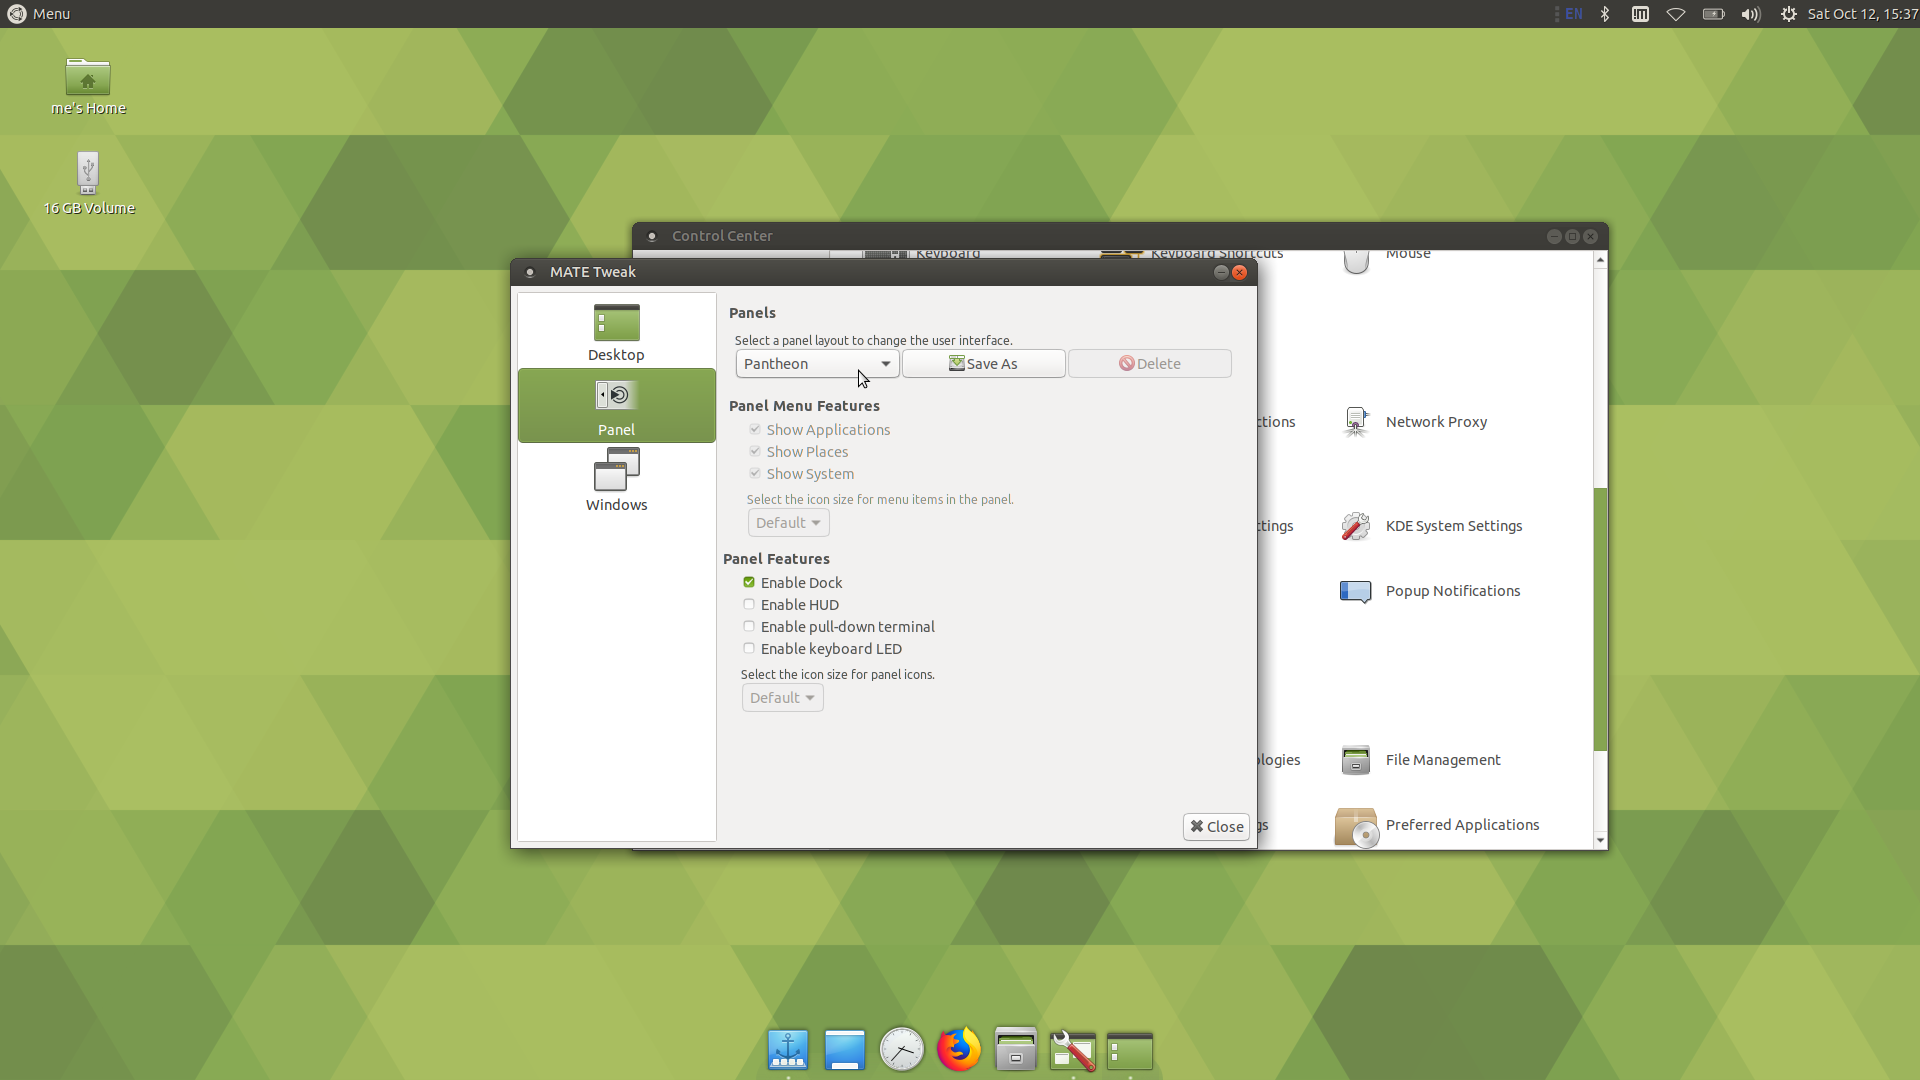 Menu
EN
Sat Oct 12, 15:37
me's Home
16 GB Volume
Control Center
Keyboard
Keyboard Shortcuts
Mouse
MATE Tweak
Desktop
Panel
Windows
Panels
Select a panel layout to change the user interface.
Pantheon
Save As
Delete
Panel Menu Features
Show Applications
Show Places
Show System
Select the icon size for menu items in the panel.
Default
Panel Features
Enable Dock
Enable HUD
Enable pull-down terminal
Enable keyboard LED
Select the icon size for panel icons.
Default
Close
ctions
Network Proxy
ttings
KDE System Settings
Popup Notifications
ologies
File Management
gs
Preferred Applications